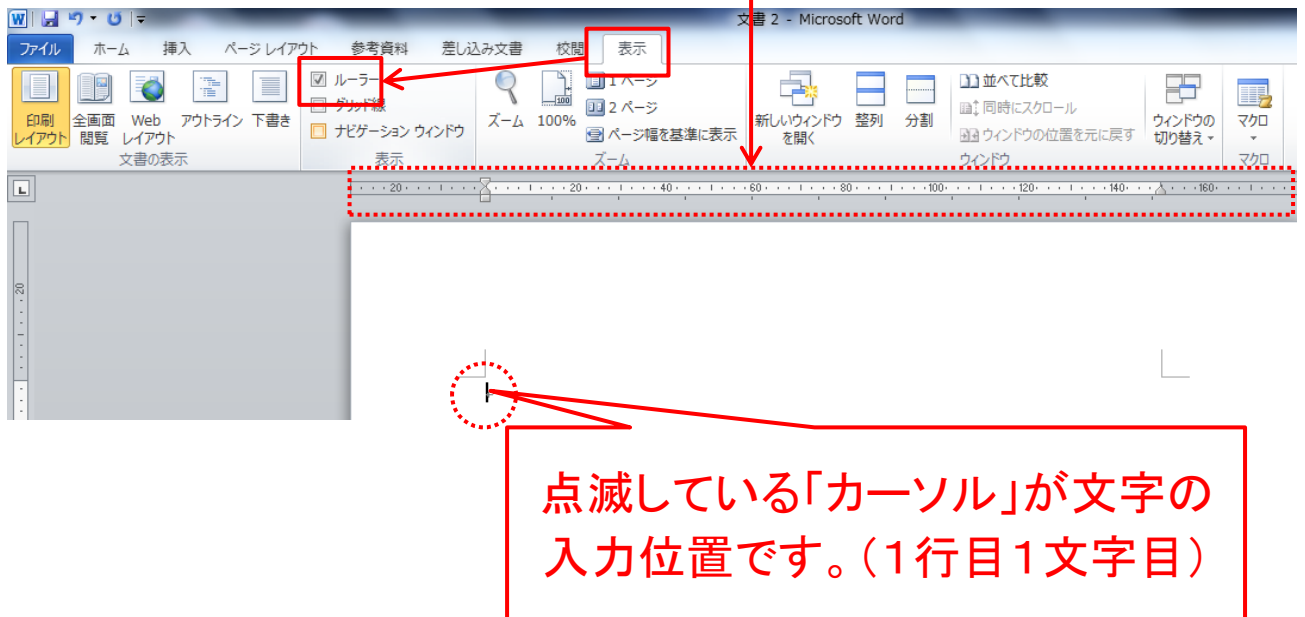 文書 2 - Microsoft Word
ファイル ホーム 挿入 ページ レイアウト 参考資料 差し込み文書 校閲 表示
印刷
レイアウト
全画面
閲覧
Web
レイアウト
アウトライン
下書き
文書の表示
ルーラー
グリッド線
ナビゲーション ウィンドウ
表示
ズーム
100%
1 ページ
2 ページ
ページ幅を基準に表示
ズーム
新しいウィンドウ
を開く
整列
分割
並べて比較
同時にスクロール
ウィンドウの位置を元に戻す
ウィンドウ
ウィンドウの
切り替え
マクロ
マクロ
20 20 40 60 80 100 120 140 160
20
点滅している「カーソル」が文字の
入力位置です。(1行目1文字目)